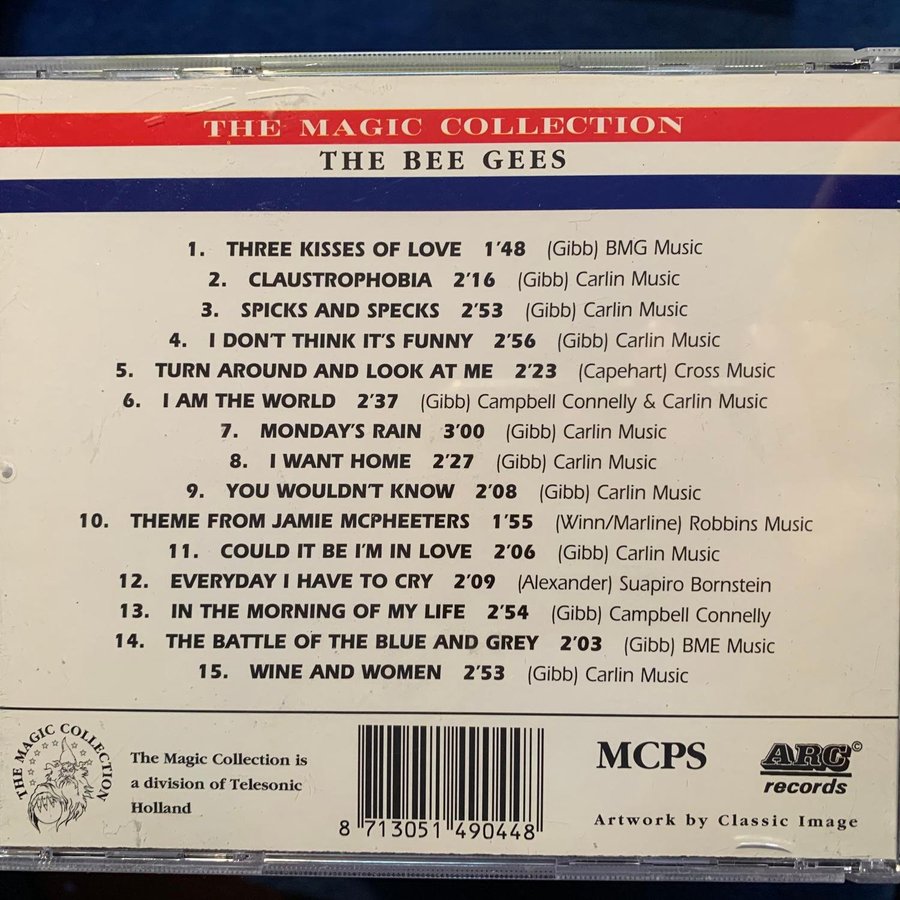 THE MAGIC COLLECTION
THE BEE GEES
1. THREE KISSES OF LOVE 1'48 (Gibb) BMG Music
2. CLAUSTROPHOBIA 2'16 (Gibb) Carlin Music
3. SPICKS AND SPECKS 2'53 (Gibb) Carlin Music
4. I DON'T THINK IT'S FUNNY 2'56 (Gibb) Carlin Music
5. TURN AROUND AND LOOK AT ME 2'23 (Capehart) Cross Music
6. I AM THE WORLD 2'37 (Gibb) Campbell Connelly & Carlin Music
7. MONDAY'S RAIN 3'00 (Gibb) Carlin Music
8. I WANT HOME 2'27 (Gibb) Carlin Music
9. YOU WOULDN'T KNOW 2'08 (Gibb) Carlin Music
10. THEME FROM JAMIE MCPHEETERS 1'55 (Winn/Marline) Robbins Music
11. COULD IT BE I'M IN LOVE 2'06 (Gibb) Carlin Music
12. EVERYDAY I HAVE TO CRY 2'09 (Alexander) Suapiro Bornstein
13. IN THE MORNING OF MY LIFE 2'54 (Gibb) Campbell Connelly
14. THE BATTLE OF THE BLUE AND GREY 2'03 (Gibb) BME Music
15. WINE AND WOMEN 2'53 (Gibb) Carlin Music
THE MAGIC COLLECTION
The Magic Collection is
a division of Telesonic
Holland
8 713051 490448
MCPS
ARC ©
records
Artwork by Classic Image